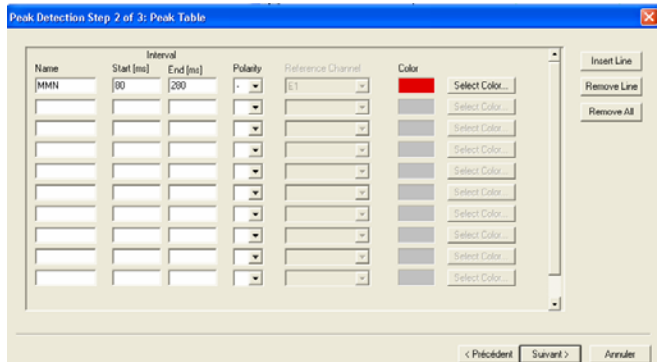 Peak Detection Step 2 of 3: Peak Table
Interval
Name Start [ms] End [ms] Polarity Reference Channel Color
MMN 80 280 - E1 Select Color...
Select Color...
Select Color...
Select Color...
Select Color...
Select Color...
Select Color...
Select Color...
Select Color...
Select Color...
Insert Line
Remove Line
Remove All
< Précédent Suivant > Annuler